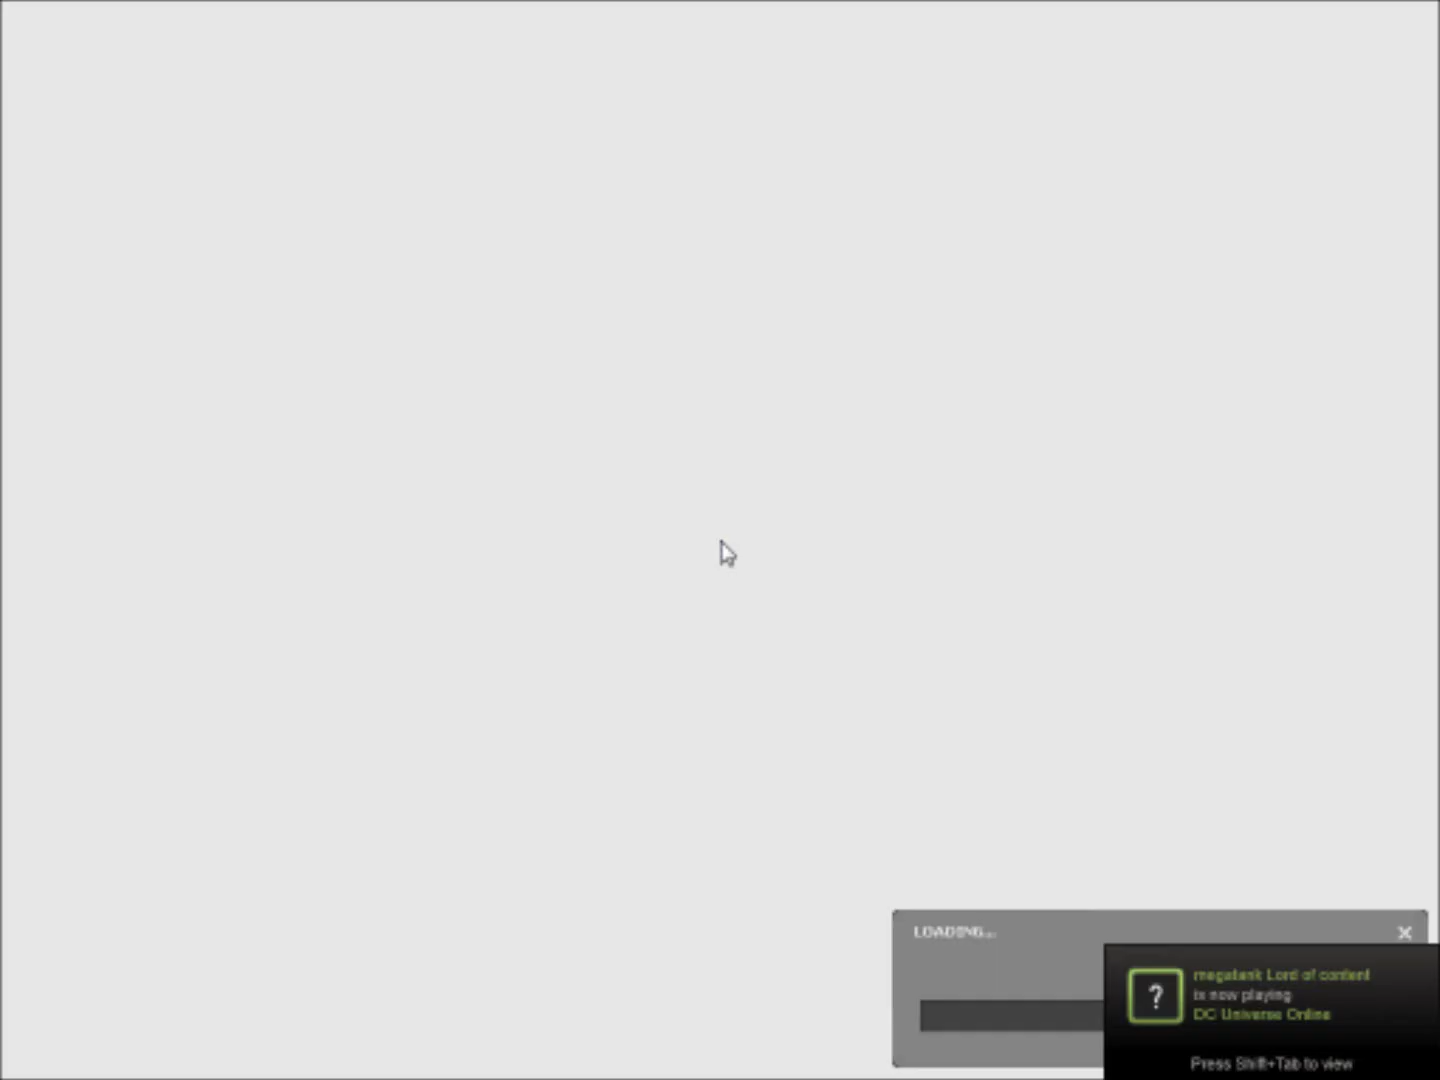 LOADING...
megatank Lord of content
is now playing
DC Universe Online
?
Press Shift+Tab to view